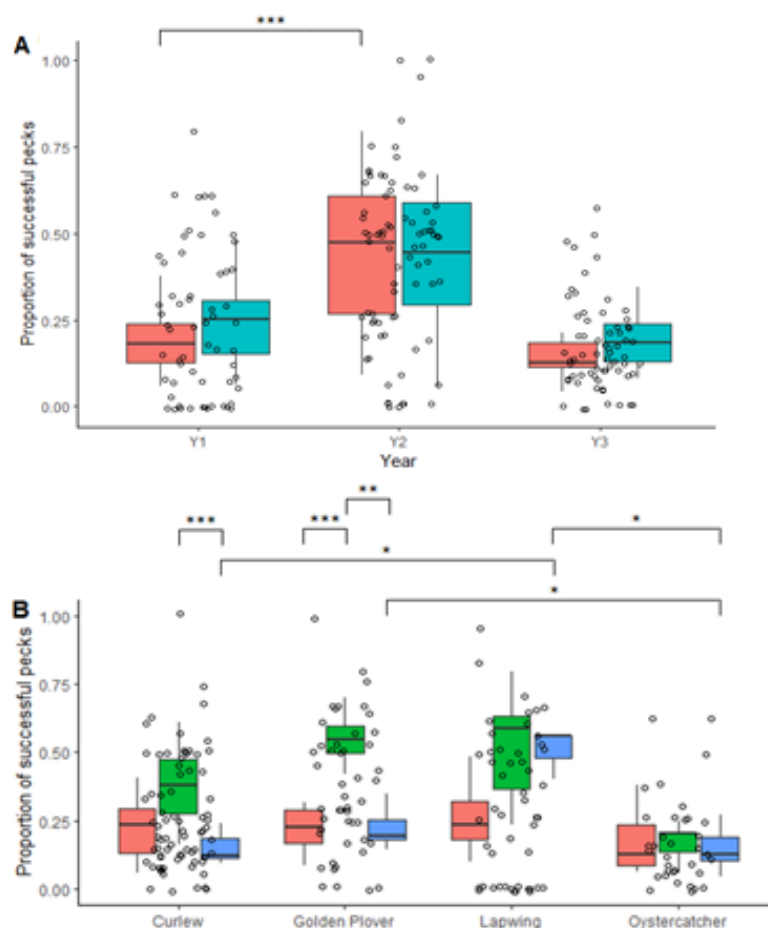 ***
A
1.00
0.75
0.50
0.25
0.00
Proportion of successful pecks
Y1 Y2 Y3
Year
**
*** *** *
*
*
B
1.00
0.75
0.50
0.25
0.00
Proportion of successful pecks
Curlew Golden Plover Lapwing Oystercatcher